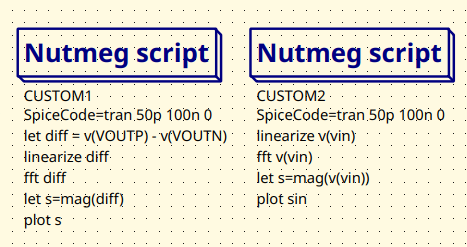 Nutmeg script
CUSTOM1
SpiceCode=tran 50p 100n 0
let diff = v(VOUTP) - v(VOUTN)
linearize diff
fft diff
let s=mag(diff)
plot s
Nutmeg script
CUSTOM2
SpiceCode=tran 50p 100n 0
linearize v(vin)
fft v(vin)
let s=mag(v(vin))
plot sin